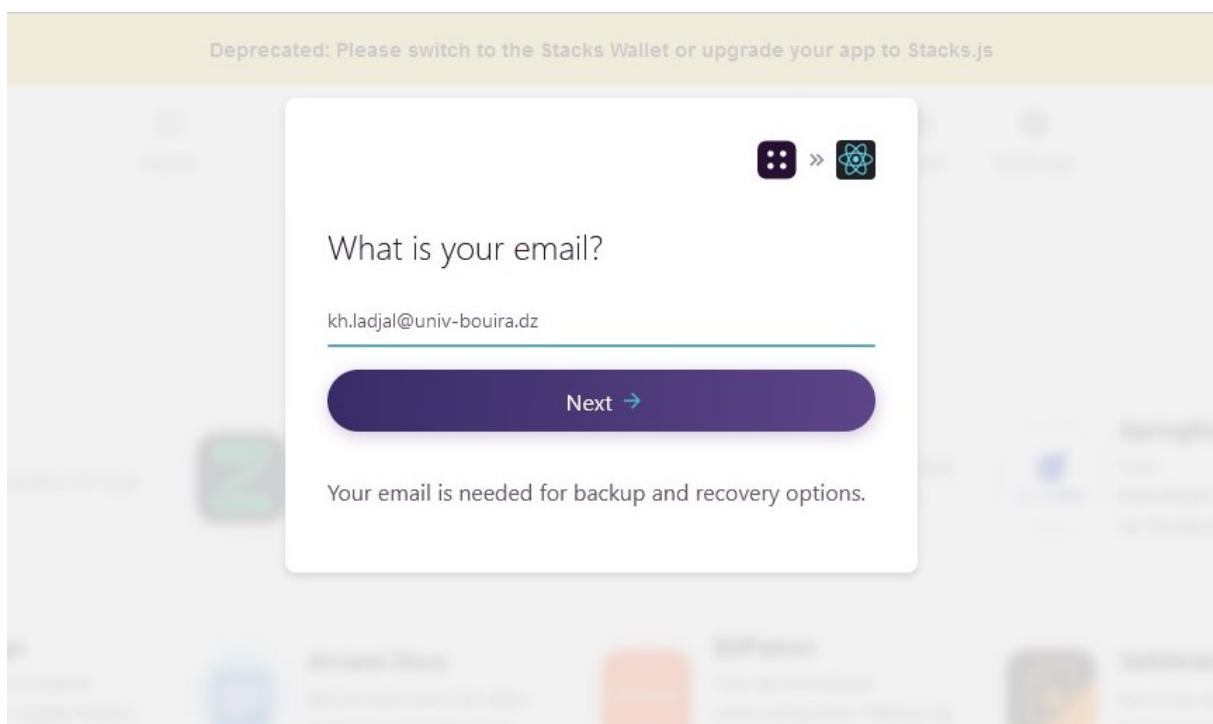 Deprecated: Please switch to the Stacks Wallet or upgrade your app to Stacks.js
What is your email?
kh.ladjal@univ-bouira.dz
Next →
Your email is needed for backup and recovery options.